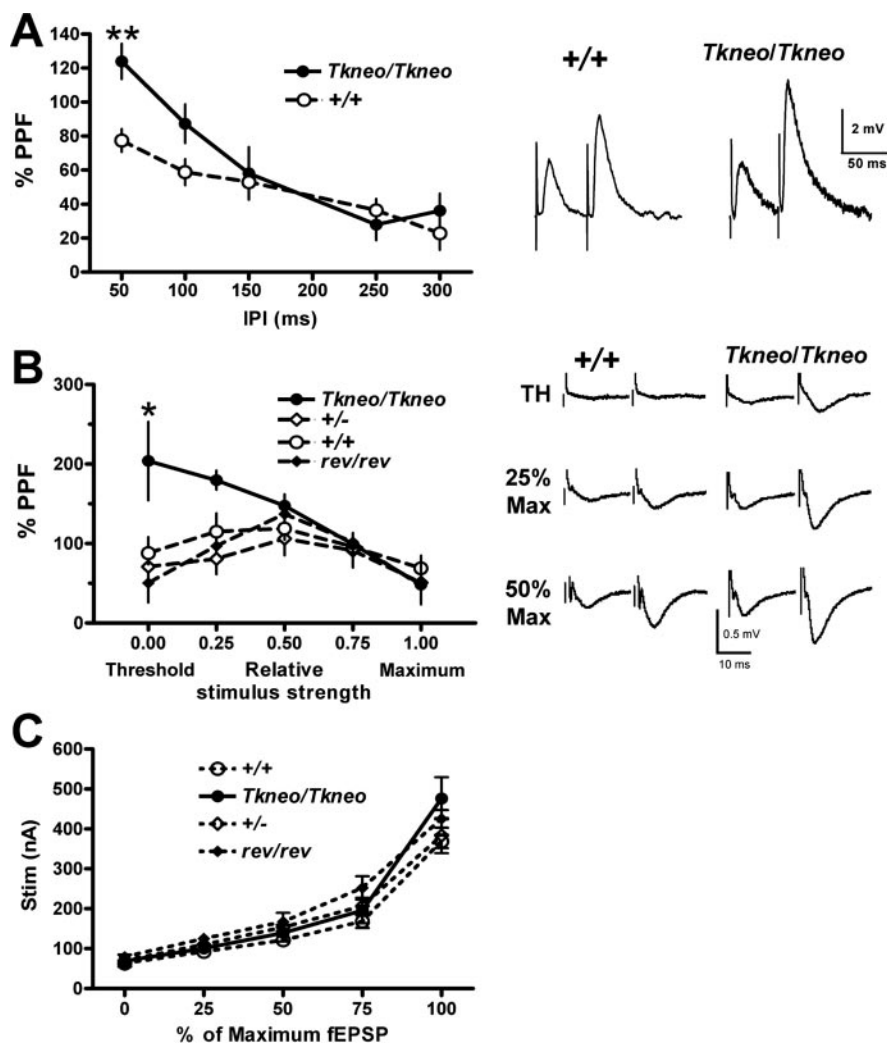 A
140
120
100
80
60
40
20
0
% PPF
**
Tkneo/Tkneo
+/+
50 100 150 200 250 300
IPI (ms)
+/+
Tkneo/Tkneo
2 mV
50 ms
B
300
200
100
0
% PPF
*
Tkneo/Tkneo
+/-
+/+
rev/rev
0.00 0.25 0.50 0.75 1.00
Threshold Relative Maximum
stimulus strength
+/+
Tkneo/Tkneo
TH
25%
Max
50%
Max
0.5 mV
10 ms
C
600
500
400
300
200
100
0
Stim (nA)
+/+
Tkneo/Tkneo
+/-
rev/rev
0 25 50 75 100
% of Maximum fEPSP